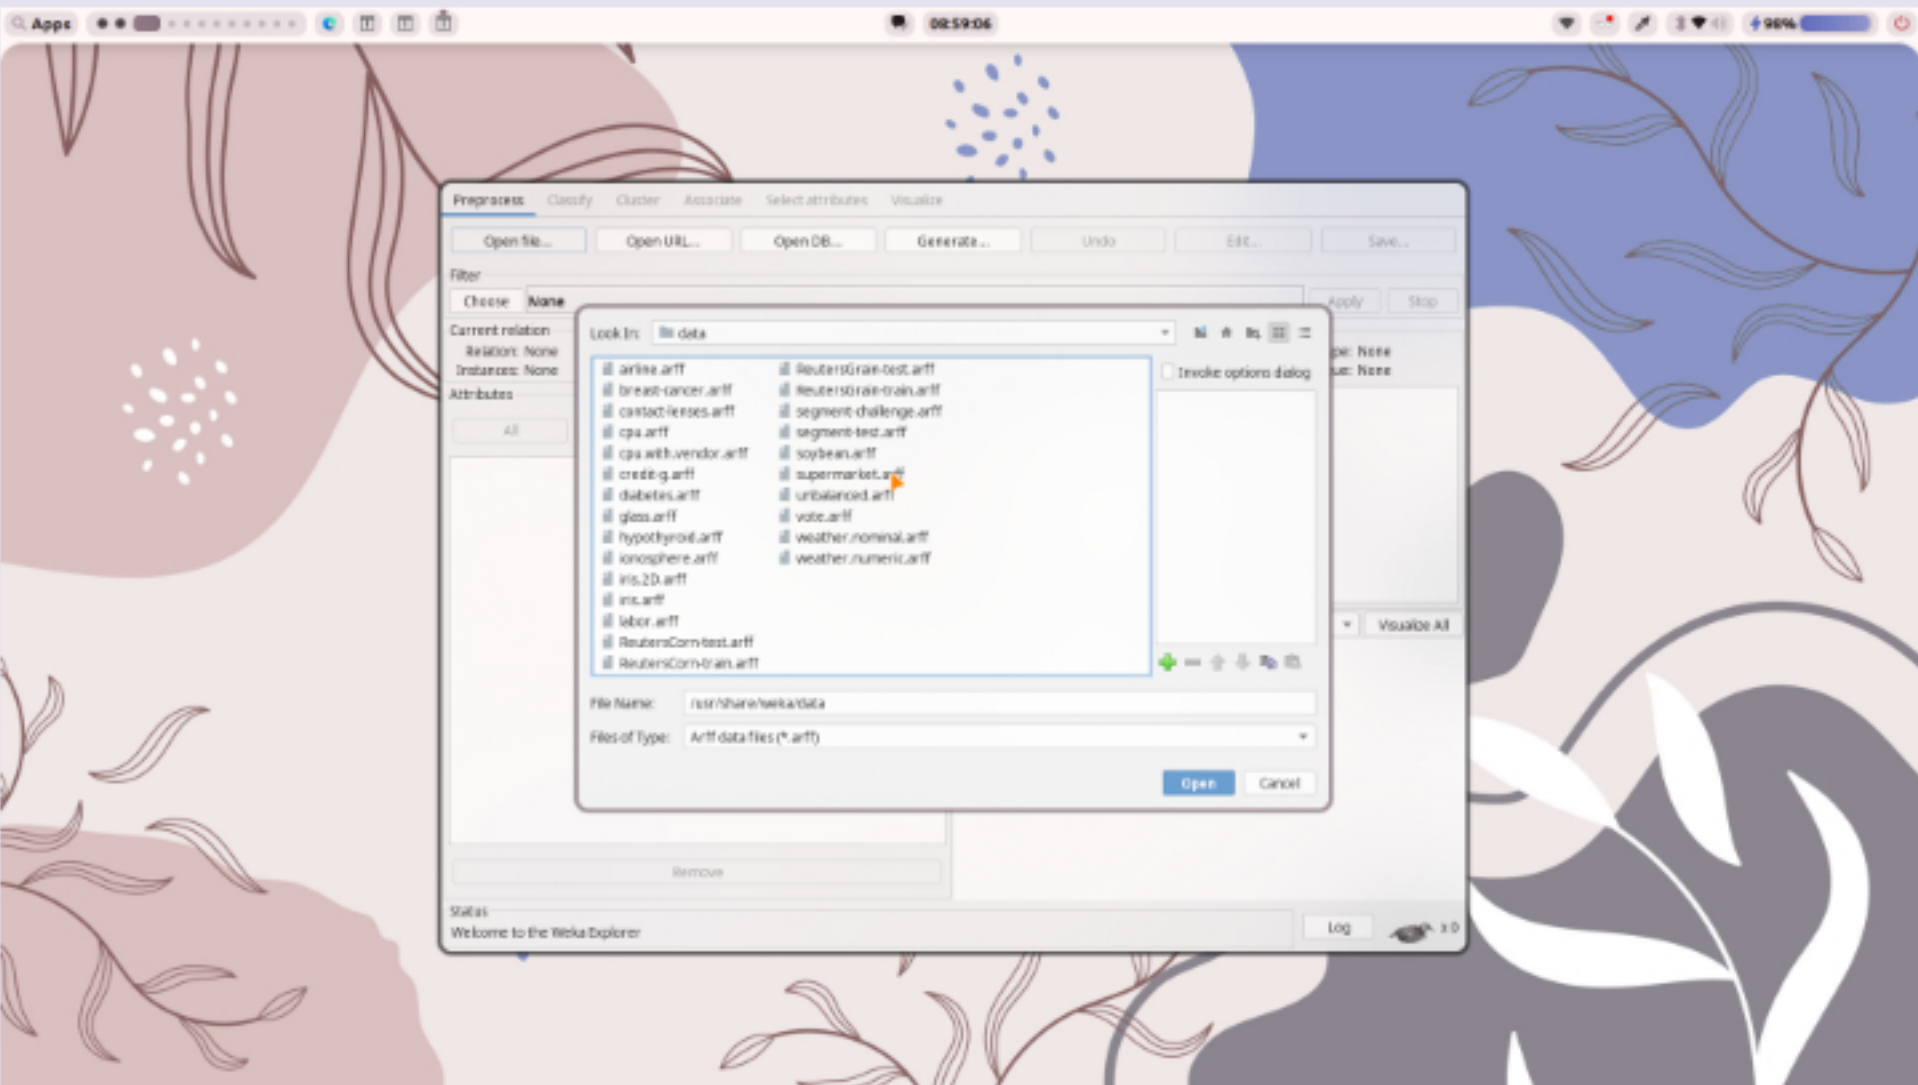 Apps
08:59:06
98%
Preprocess Classify Cluster Associate Select attributes Visualize
Open file... Open URL... Open DB... Generate... Undo Edit... Save...
Filter
Choose None Apply Stop
Current relation
Relation: None
Instances: None
pe: None
ue: None
Attributes
All
Look In: data
airline.arff
breast-cancer.arff
contact-lenses.arff
cpu.arff
cpu.with.vendor.arff
credit-g.arff
diabetes.arff
glass.arff
hypothyroid.arff
ionosphere.arff
iris.2D.arff
iris.arff
labor.arff
ReutersCorn-test.arff
ReutersCorn-train.arff
ReutersGrain-test.arff
ReutersGrain-train.arff
segment-challenge.arff
segment-test.arff
soybean.arff
supermarket.arff
unbalanced.arff
vote.arff
weather.nominal.arff
weather.numeric.arff
Invoke options dialog
File Name: /usr/share/weka/data
Files of Type: Arff data files (*.arff)
Open Cancel
Visualize All
Remove
Status
Welcome to the Weka Explorer
Log x 0